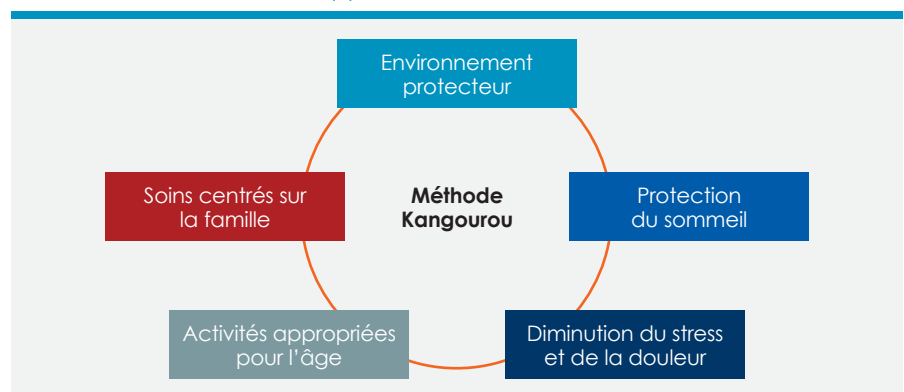 Environnement
protecteur
Soins centrés sur
la famille
Méthode
Kangourou
Protection
du sommeil
Activités appropriées
pour l'âge
Diminution du stress
et de la douleur